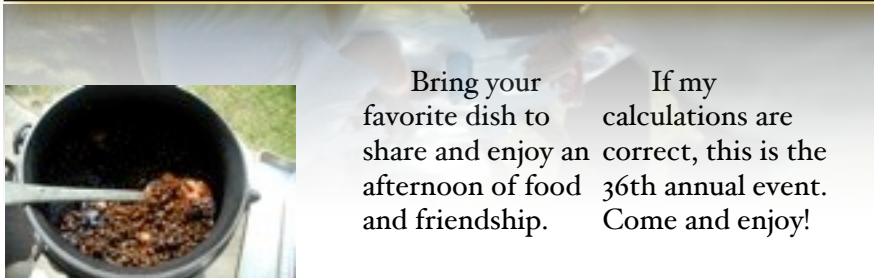 Bring your
favorite dish to
share and enjoy an
afternoon of food
and friendship.
If my
calculations are
correct, this is the
36th annual event.
Come and enjoy!